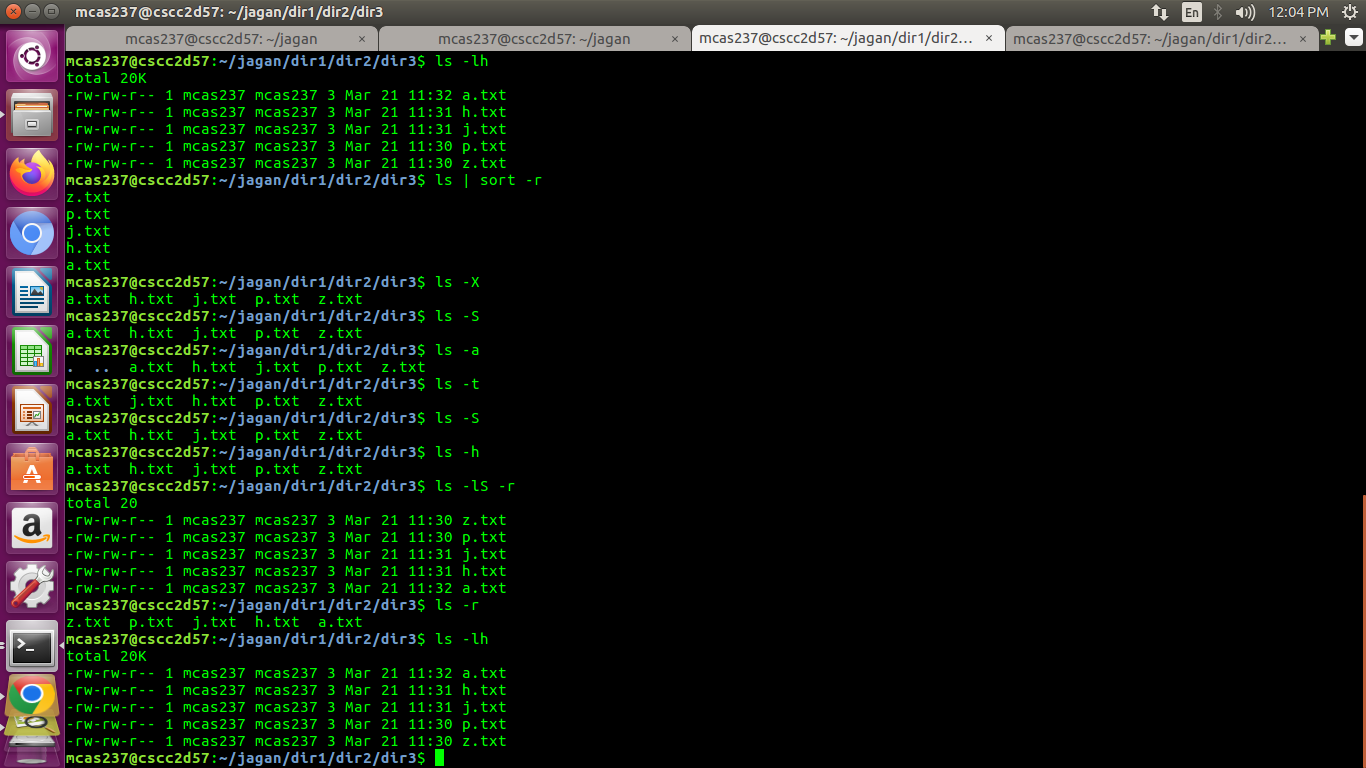 mcas237@cscc2d57: ~/jagan/dir1/dir2/dir3
En
12:04 PM
mcas237@cscc2d57: ~/jagan ×
mcas237@cscc2d57: ~/jagan ×
mcas237@cscc2d57: ~/jagan/dir1/dir2... ×
mcas237@cscc2d57: ~/jagan/dir1/dir2... ×
mcas237@cscc2d57:~/jagan/dir1/dir2/dir3$ ls -lh
total 20K
-rw-rw-r-- 1 mcas237 mcas237 3 Mar 21 11:32 a.txt
-rw-rw-r-- 1 mcas237 mcas237 3 Mar 21 11:31 h.txt
-rw-rw-r-- 1 mcas237 mcas237 3 Mar 21 11:31 j.txt
-rw-rw-r-- 1 mcas237 mcas237 3 Mar 21 11:30 p.txt
-rw-rw-r-- 1 mcas237 mcas237 3 Mar 21 11:30 z.txt
mcas237@cscc2d57:~/jagan/dir1/dir2/dir3$ ls | sort -r
z.txt
p.txt
j.txt
h.txt
a.txt
mcas237@cscc2d57:~/jagan/dir1/dir2/dir3$ ls -X
a.txt  h.txt  j.txt  p.txt  z.txt
mcas237@cscc2d57:~/jagan/dir1/dir2/dir3$ ls -S
a.txt  h.txt  j.txt  p.txt  z.txt
mcas237@cscc2d57:~/jagan/dir1/dir2/dir3$ ls -a
.  ..  a.txt  h.txt  j.txt  p.txt  z.txt
mcas237@cscc2d57:~/jagan/dir1/dir2/dir3$ ls -t
a.txt  j.txt  h.txt  p.txt  z.txt
mcas237@cscc2d57:~/jagan/dir1/dir2/dir3$ ls -S
a.txt  h.txt  j.txt  p.txt  z.txt
mcas237@cscc2d57:~/jagan/dir1/dir2/dir3$ ls -h
a.txt  h.txt  j.txt  p.txt  z.txt
mcas237@cscc2d57:~/jagan/dir1/dir2/dir3$ ls -lS -r
total 20
-rw-rw-r-- 1 mcas237 mcas237 3 Mar 21 11:30 z.txt
-rw-rw-r-- 1 mcas237 mcas237 3 Mar 21 11:30 p.txt
-rw-rw-r-- 1 mcas237 mcas237 3 Mar 21 11:31 j.txt
-rw-rw-r-- 1 mcas237 mcas237 3 Mar 21 11:31 h.txt
-rw-rw-r-- 1 mcas237 mcas237 3 Mar 21 11:32 a.txt
mcas237@cscc2d57:~/jagan/dir1/dir2/dir3$ ls -r
z.txt  p.txt  j.txt  h.txt  a.txt
mcas237@cscc2d57:~/jagan/dir1/dir2/dir3$ ls -lh
total 20K
-rw-rw-r-- 1 mcas237 mcas237 3 Mar 21 11:32 a.txt
-rw-rw-r-- 1 mcas237 mcas237 3 Mar 21 11:31 h.txt
-rw-rw-r-- 1 mcas237 mcas237 3 Mar 21 11:31 j.txt
-rw-rw-r-- 1 mcas237 mcas237 3 Mar 21 11:30 p.txt
-rw-rw-r-- 1 mcas237 mcas237 3 Mar 21 11:30 z.txt
mcas237@cscc2d57:~/jagan/dir1/dir2/dir3$